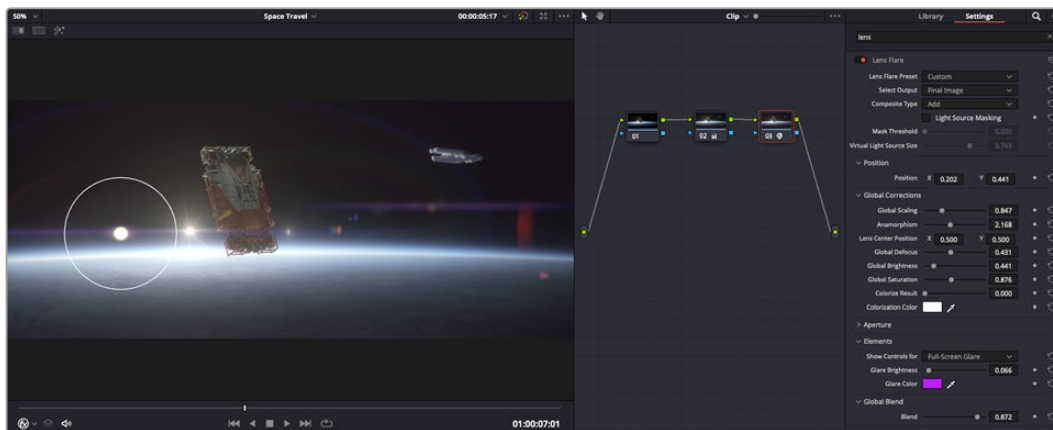 50%
Space Travel
00:00:05:17
Clip
Library
Settings
lens
Lens Flare
Lens Flare Preset Custom
Select Output Final Image
Composite Type Add
Light Source Masking
Mask Threshold 0.000
Virtual Light Source Size 0.743
Position
Position X 0.202 Y 0.441
Global Corrections
Global Scaling 0.847
Anamorphism 2.168
Lens Center Position X 0.500 Y 0.500
Global Defocus 0.431
Global Brightness 0.441
Global Saturation 0.876
Colorize Result 0.000
Colorization Color
Aperture
Elements
Show Controls for Full-Screen Glare
Glare Brightness 0.066
Glare Color
Global Blend
Blend 0.872
01
02
03
01:00:07:01